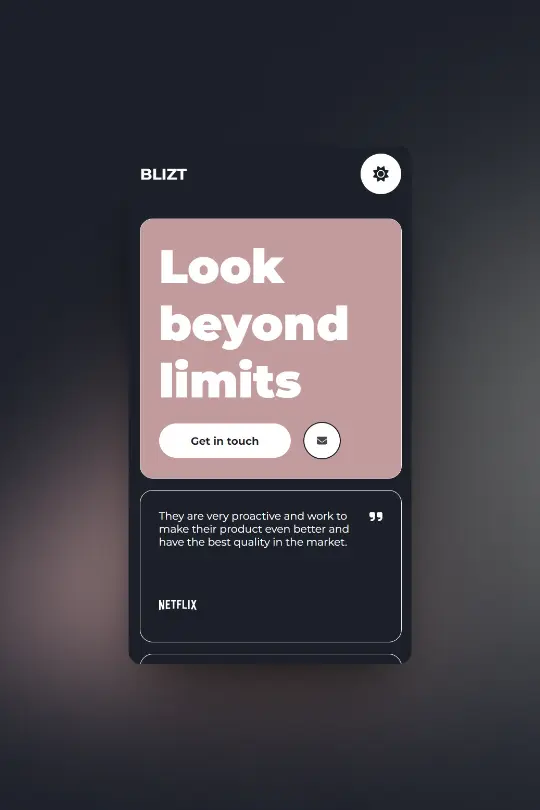 BLIZT
Look
beyond
limits
Get in touch
They are very proactive and work to
make their product even better and
have the best quality in the market.
NETFLIX